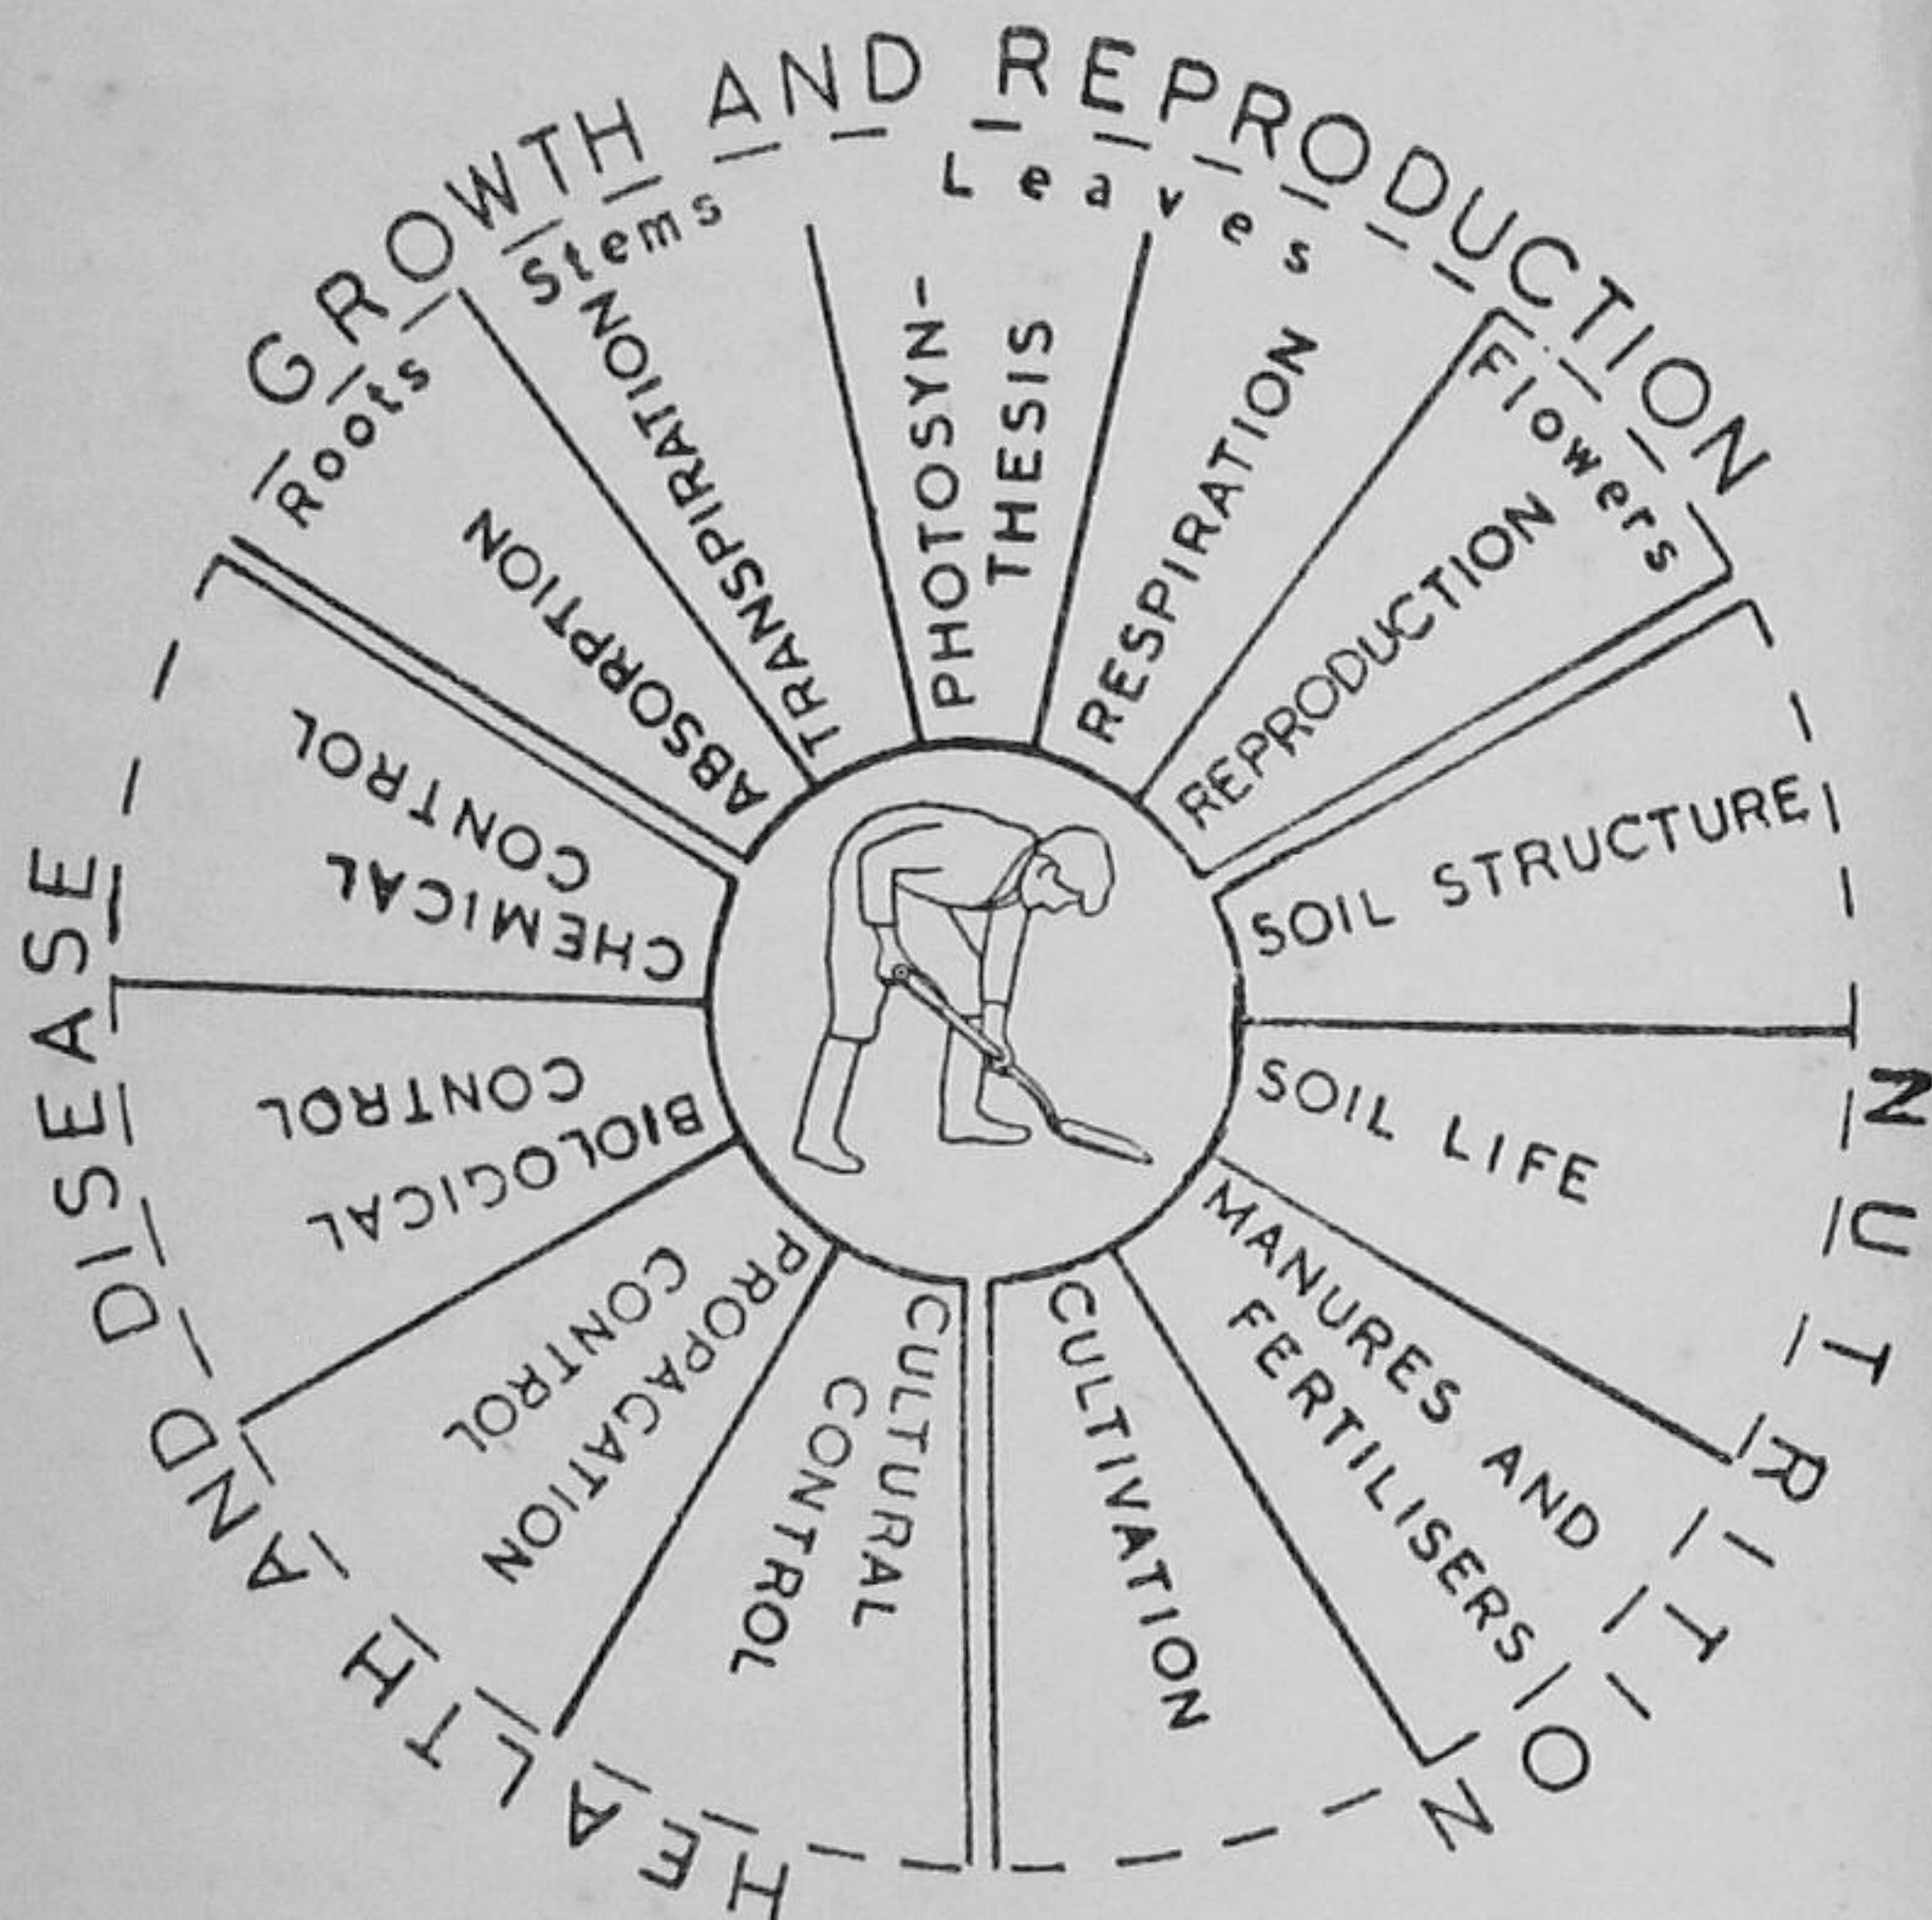 GROWTH AND REPRODUCTION
Roots
Stems
Leaves
Flowers
ABSORPTION
TRANSPIRATION
PHOTOSYN-
THESIS
RESPIRATION
REPRODUCTION
NUTRITION
SOIL STRUCTURE
SOIL LIFE
MANURES AND
FERTILISERS
CULTIVATION
HEALTH AND DISEASE
CULTURAL
CONTROL
PROPAGATION
CONTROL
BIOLOGICAL
CONTROL
CHEMICAL
CONTROL